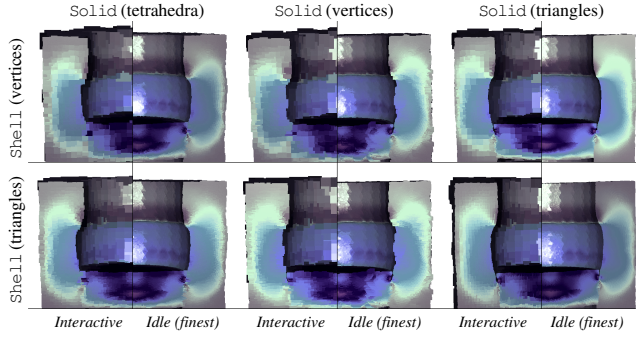 Solid (tetrahedra) Solid (vertices) Solid (triangles)
Shell (vertices)
Shell (triangles)
Interactive Idle (finest) Interactive Idle (finest) Interactive Idle (finest)